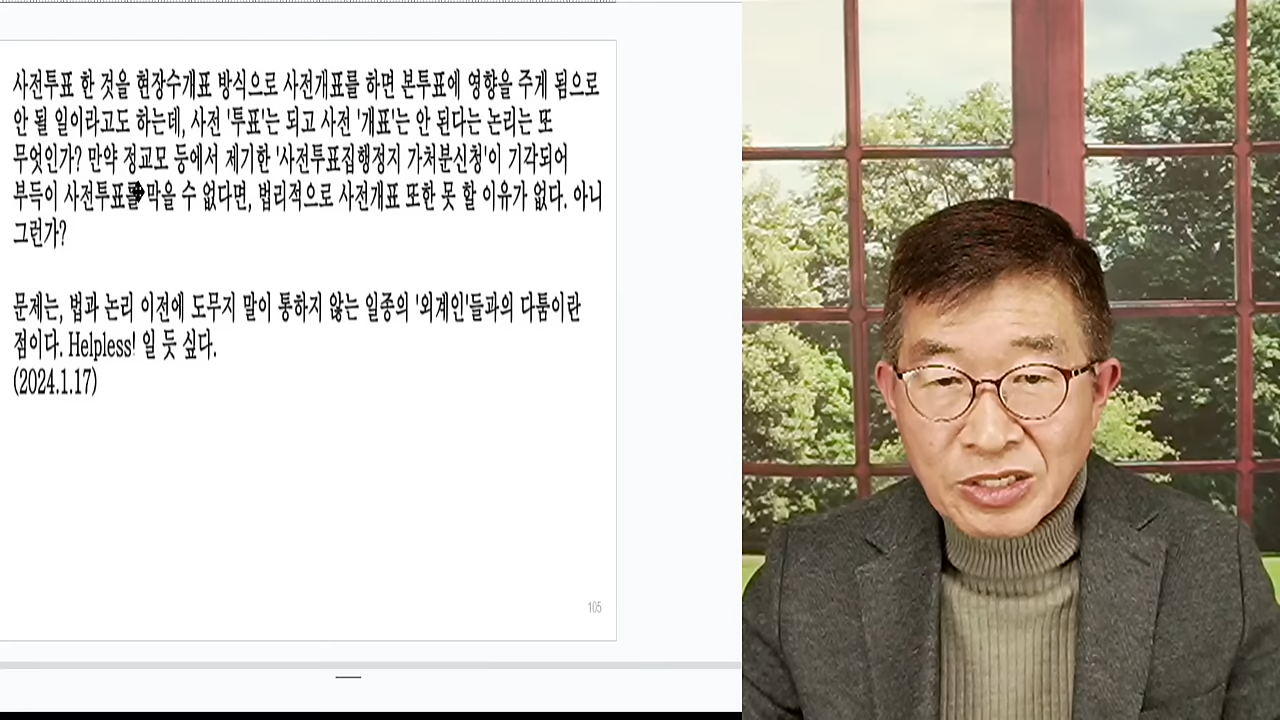 사전투표 한 것을 현장수개표 방식으로 사전개표를 하면 본투표에 영향을 주게 됨으로
안 될 일이라고도 하는데, 사전 '투표'는 되고 사전 '개표'는 안 된다는 논리는 또
무엇인가? 만약 정교모 등에서 제기한 '사전투표집행정지 가처분신청'이 기각되어
부득이 사전투표를 막을 수 없다면, 법리적으로 사전개표 또한 못 할 이유가 없다. 아니
그런가?
문제는, 법과 논리 이전에 도무지 말이 통하지 않는 일종의 '외계인'들과의 다툼이란
점이다. Helpless! 일 듯 싶다.
(2024.1.17)
105